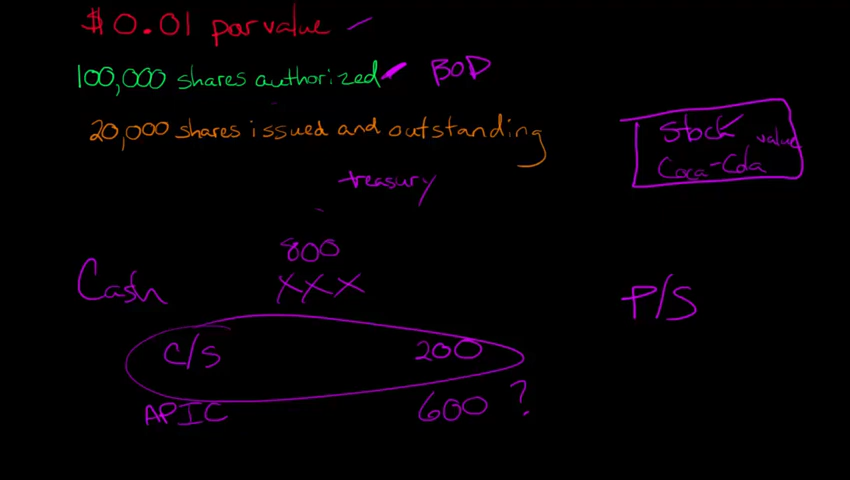 $0.01 par value
100,000 shares authorized BOD
20,000 shares issued and outstanding
Stock value
Coca-Cola
treasury
800
Cash XXX
P/S
C/S 200
APIC 600 ?